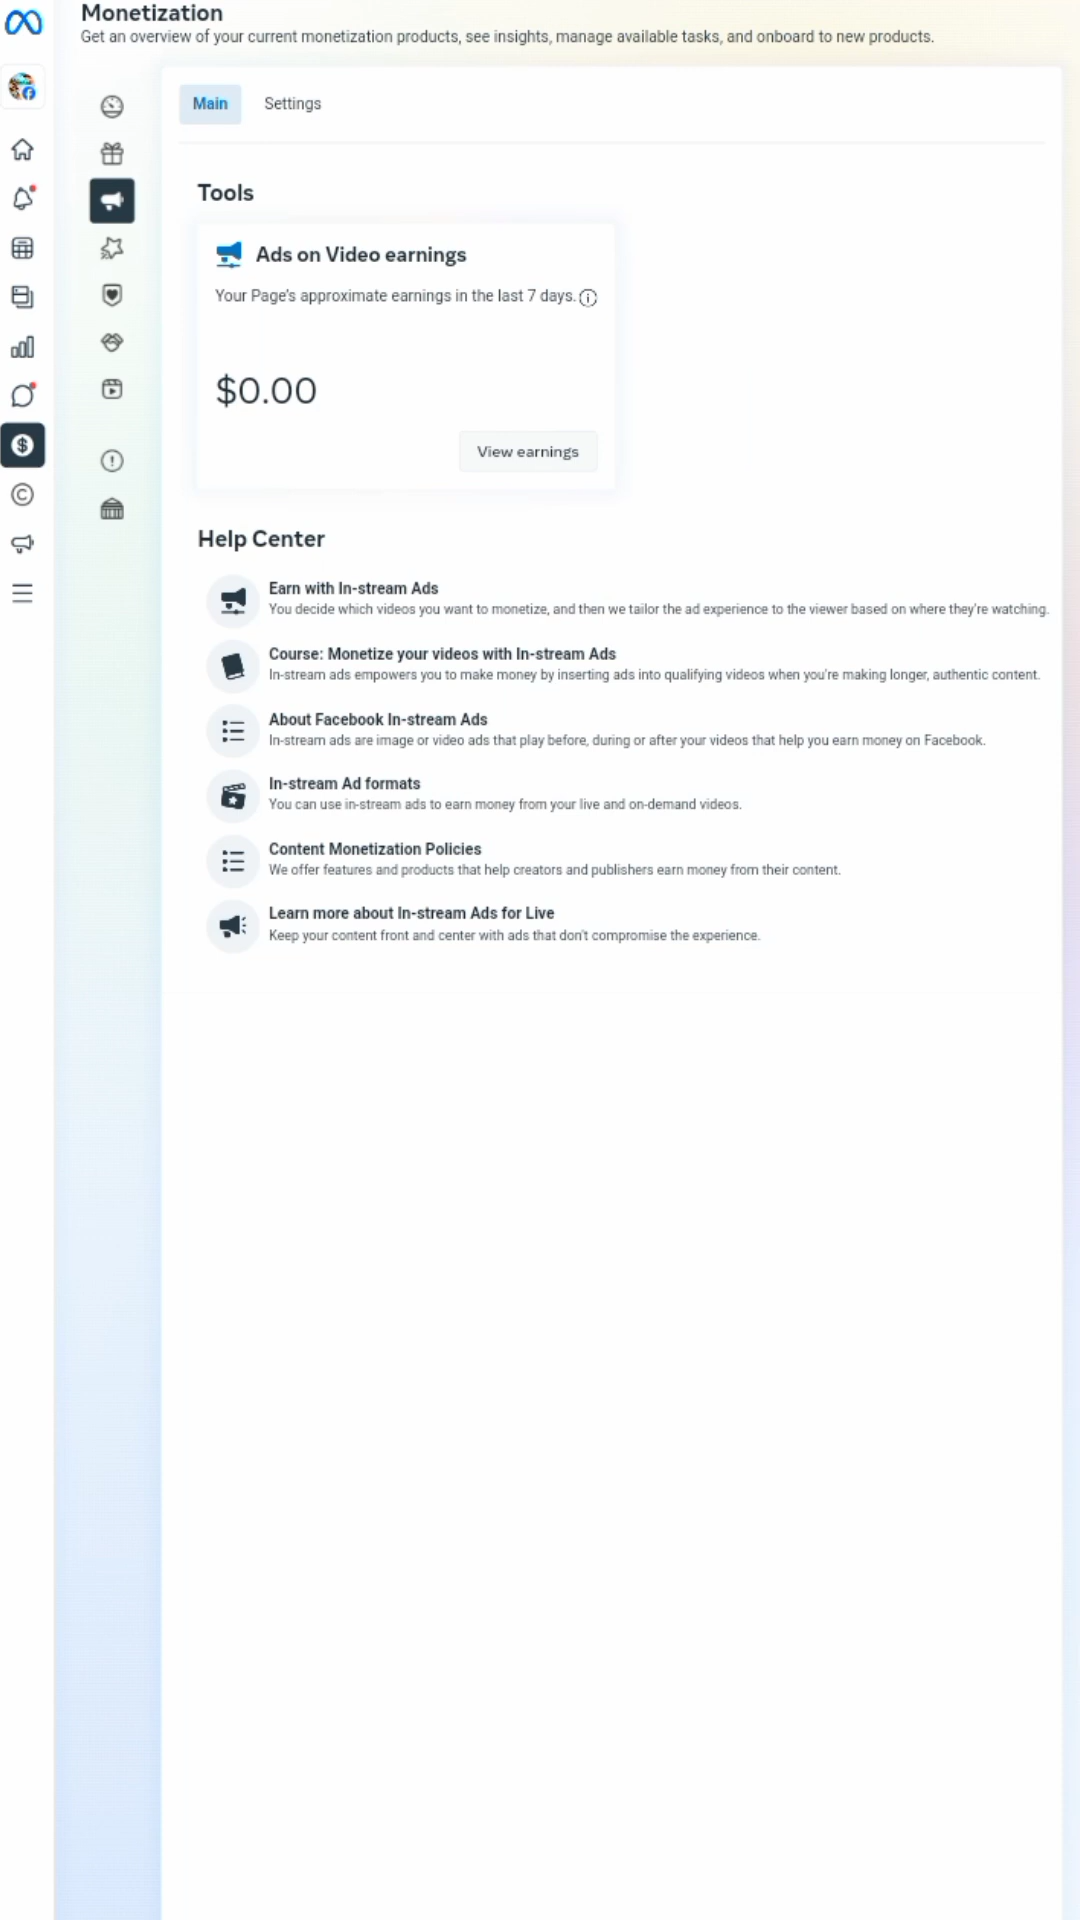 Monetization
Get an overview of your current monetization products, see insights, manage available tasks, and onboard to new products.
Main
Settings
Tools
Ads on Video earnings
Your Page's approximate earnings in the last 7 days.
$0.00
View earnings
Help Center
Earn with In-stream Ads
You decide which videos you want to monetize, and then we tailor the ad experience to the viewer based on where they're watching.
Course: Monetize your videos with In-stream Ads
In-stream ads empowers you to make money by inserting ads into qualifying videos when you're making longer, authentic content.
About Facebook In-stream Ads
In-stream ads are image or video ads that play before, during or after your videos that help you earn money on Facebook.
In-stream Ad formats
You can use in-stream ads to earn money from your live and on-demand videos.
Content Monetization Policies
We offer features and products that help creators and publishers earn money from their content.
Learn more about In-stream Ads for Live
Keep your content front and center with ads that don't compromise the experience.